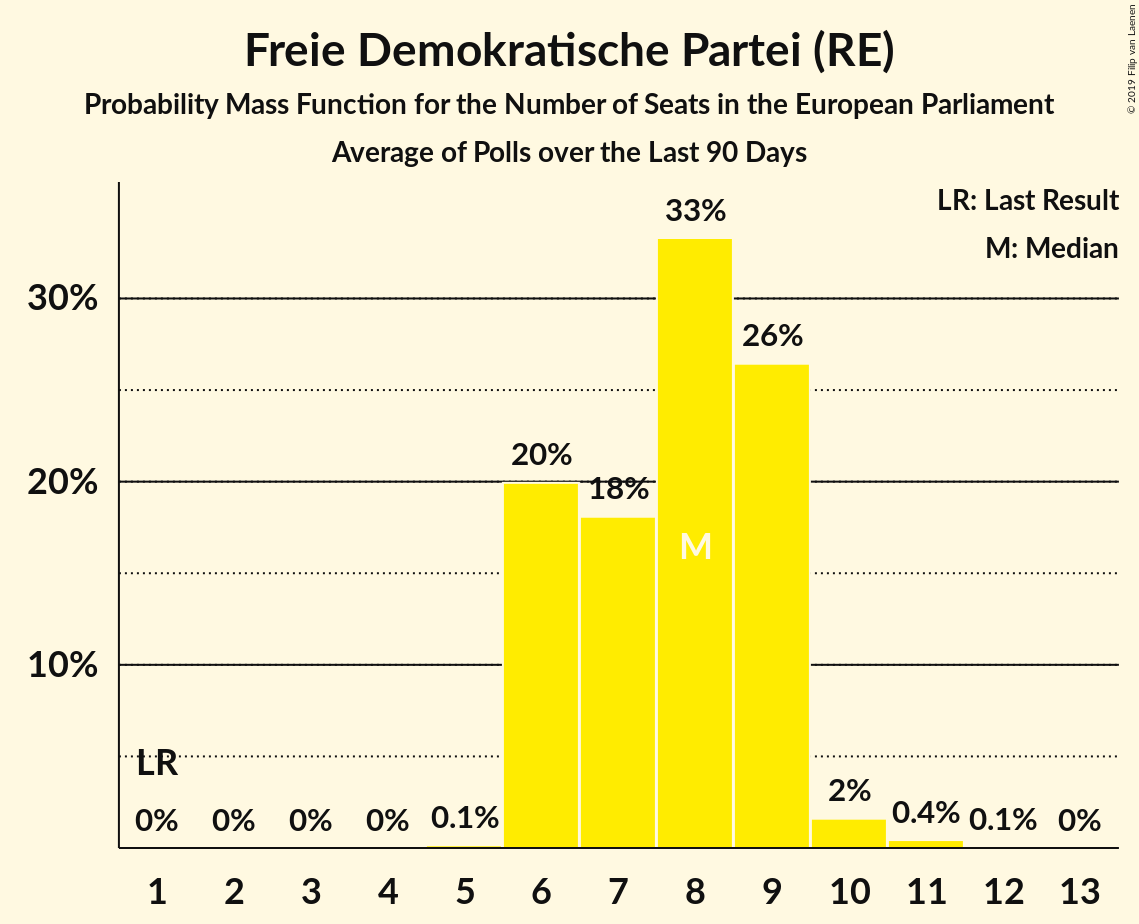 Freie Demokratische Partei (RE)
Probability Mass Function for the Number of Seats in the European Parliament
Average of Polls over the Last 90 Days
© 2019 Filip van Laenen
LR: Last Result
M: Median
33%
30%
26%
20%
20%
18%
M
10%
LR
0%
0%
0%
0%
0.1%
2%
0.4%
0.1%
0%
1 2 3 4 5 6 7 8 9 10 11 12 13